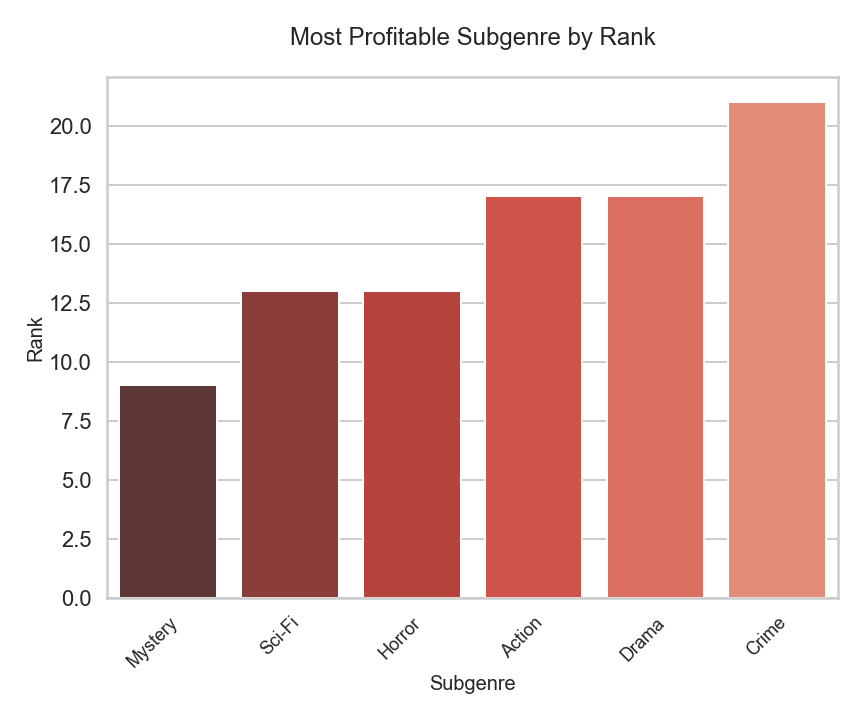 Most Profitable Subgenre by Rank
20.0
17.5
15.0
12.5
10.0
7.5
5.0
2.5
0.0
Rank
Mystery
Sci-Fi
Horror
Action
Drama
Crime
Subgenre